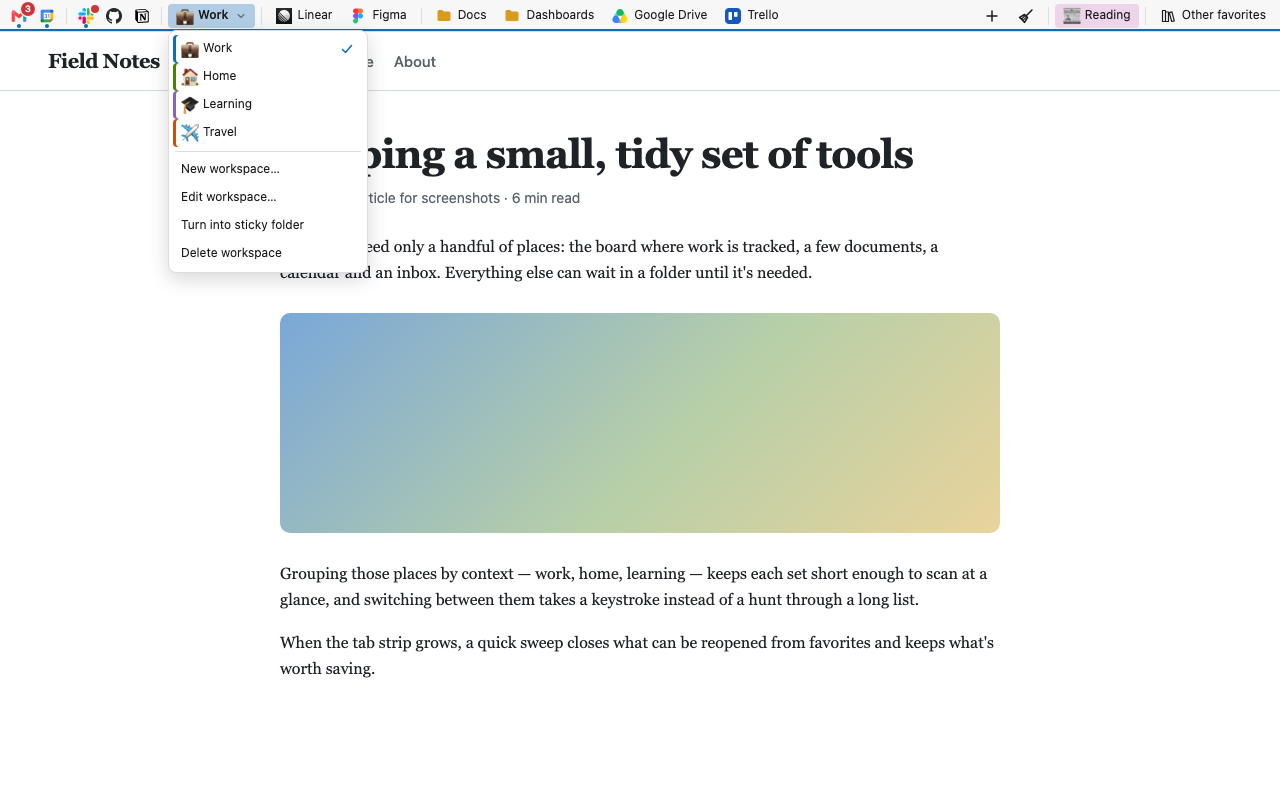 3
31
Work
Linear
Figma
Docs
Dashboards
Google Drive
Trello
Reading
Other favorites
Work
Home
Learning
Travel
New workspace...
Edit workspace...
Turn into sticky folder
Delete workspace
Field Notes
e About
ping a small, tidy set of tools
ticle for screenshots · 6 min read
eed only a handful of places: the board where work is tracked, a few documents, a
calendar and an inbox. Everything else can wait in a folder until it's needed.
Grouping those places by context — work, home, learning — keeps each set short enough to scan at a
glance, and switching between them takes a keystroke instead of a hunt through a long list.
When the tab strip grows, a quick sweep closes what can be reopened from favorites and keeps what's
worth saving.